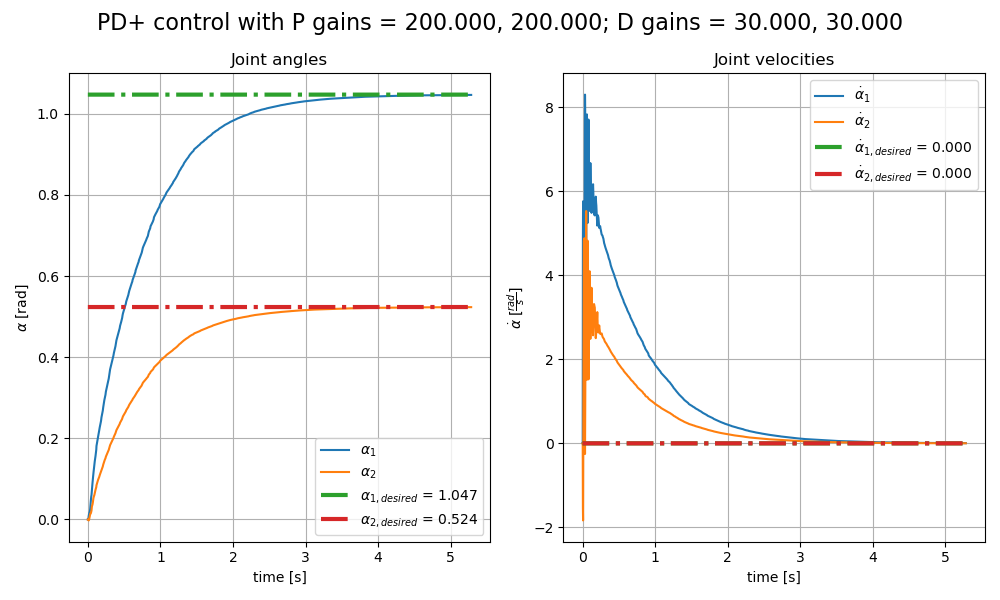 PD+ control with P gains = 200.000, 200.000; D gains = 30.000, 30.000
Joint angles
α [rad]
1.0
0.8
0.6
0.4
0.2
0.0
0 1 2 3 4 5
time [s]
α₁
α₂
α₁,desired = 1.047
α₂,desired = 0.524
Joint velocities
α̇ [rad/s]
8
6
4
2
0
−2
0 1 2 3 4 5
time [s]
α̇₁
α̇₂
α̇₁,desired = 0.000
α̇₂,desired = 0.000